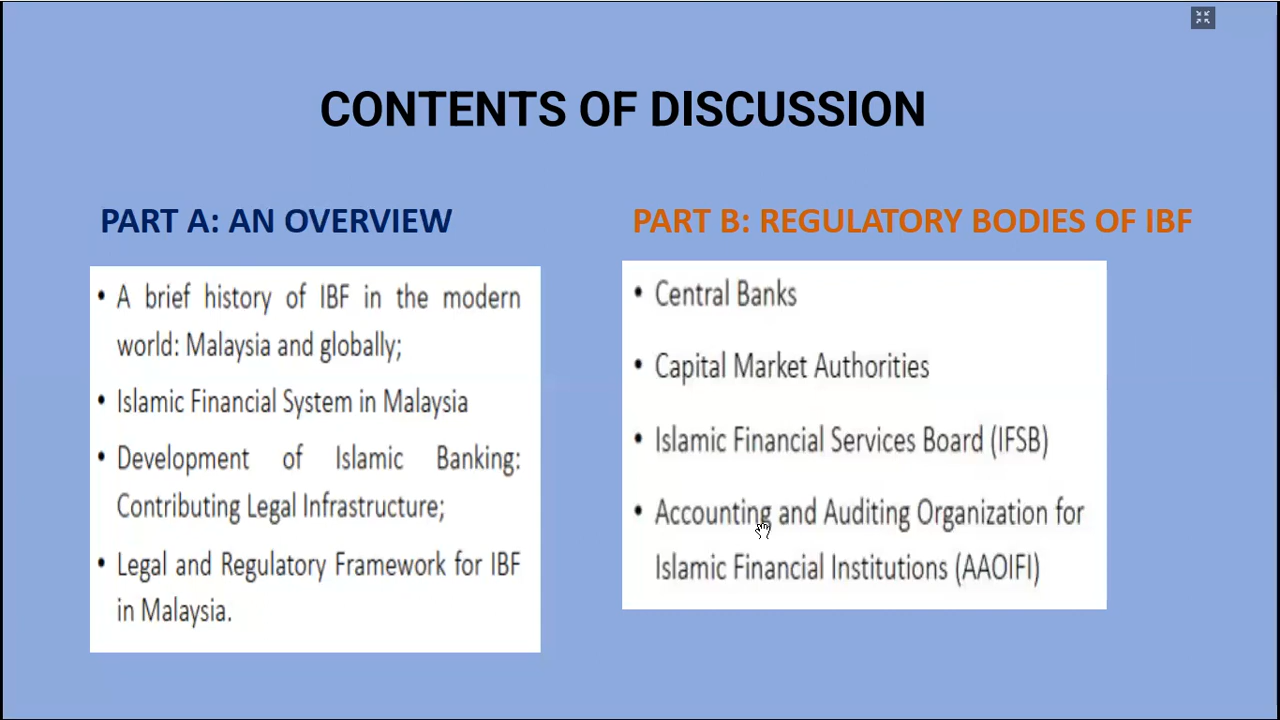 CONTENTS OF DISCUSSION
PART A: AN OVERVIEW
• A brief history of IBF in the modern
world: Malaysia and globally;
• Islamic Financial System in Malaysia
• Development of Islamic Banking:
Contributing Legal Infrastructure;
• Legal and Regulatory Framework for IBF
in Malaysia.
PART B: REGULATORY BODIES OF IBF
• Central Banks
• Capital Market Authorities
• Islamic Financial Services Board (IFSB)
• Accounting and Auditing Organization for
Islamic Financial Institutions (AAOIFI)